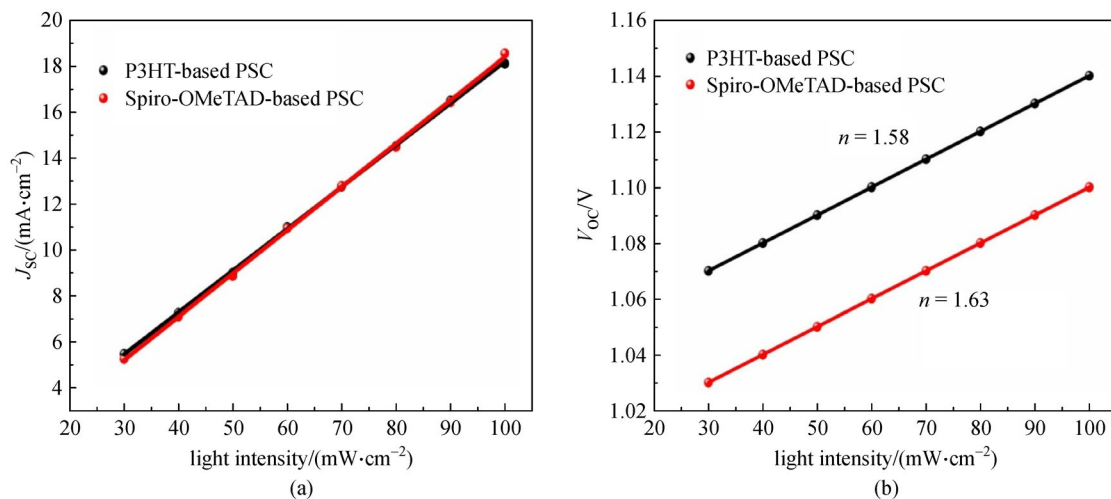 20
18
16
14
12
10
8
6
4
P3HT-based PSC
Spiro-OMeTAD-based PSC
J_SC/(mA·cm⁻²)
20 30 40 50 60 70 80 90 100
light intensity/(mW·cm⁻²)
(a)
1.16
1.14
1.12
1.10
1.08
1.06
1.04
1.02
P3HT-based PSC
Spiro-OMeTAD-based PSC
n = 1.58
n = 1.63
V_OC/V
20 30 40 50 60 70 80 90 100
light intensity/(mW·cm⁻²)
(b)